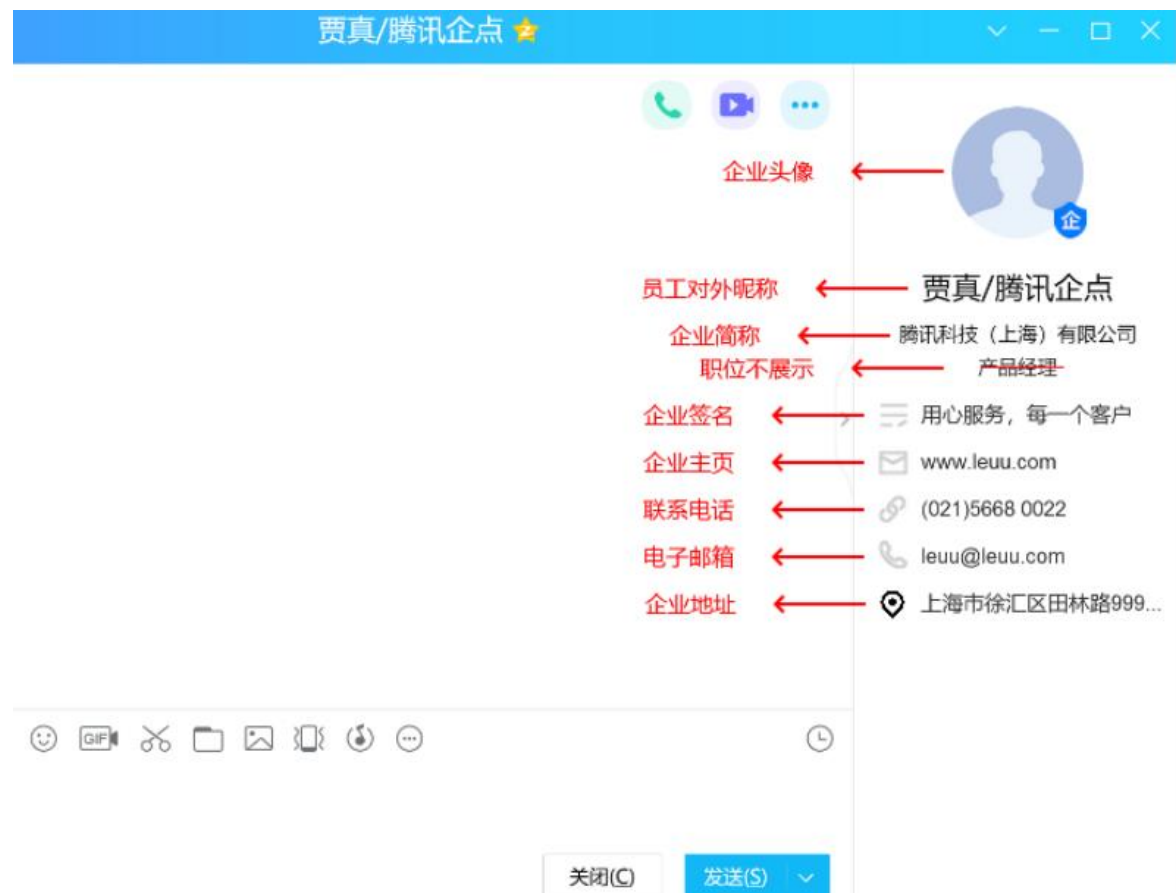 贾真/腾讯企点
企业头像
企
员工对外昵称 贾真/腾讯企点
企业简称 腾讯科技（上海）有限公司
职位不展示 产品经理
企业签名 用心服务，每一个客户
企业主页 www.leuu.com
联系电话 (021)5668 0022
电子邮箱 leuu@leuu.com
企业地址 上海市徐汇区田林路999...
GIF
关闭(C) 发送(S)